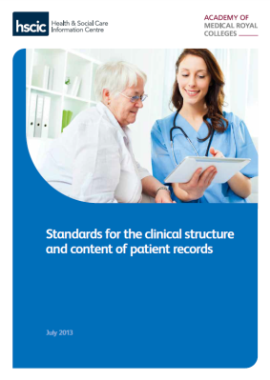 hscic
Health & Social Care
Information Centre
ACADEMY OF
MEDICAL ROYAL
COLLEGES
Standards for the clinical structure
and content of patient records
July 2013